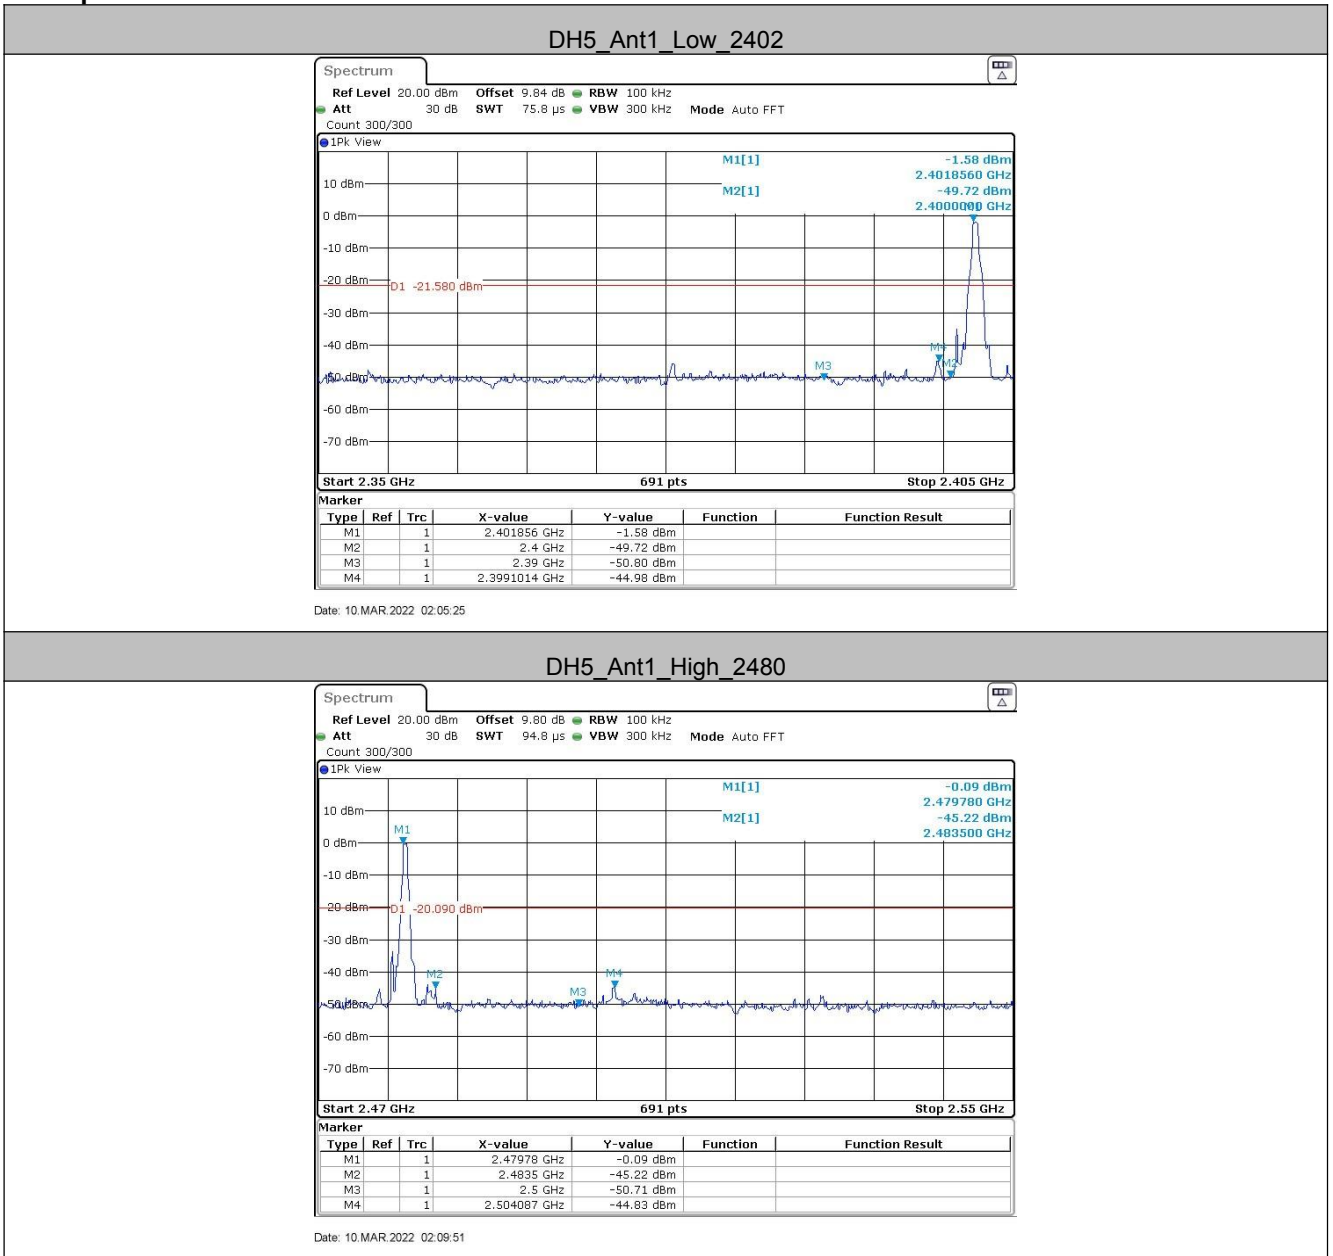 DH5_Ant1_Low_2402
Spectrum
Ref Level 20.00 dBm Offset 9.84 dB RBW 100 kHz
Att 30 dB SWT 75.8 µs VBW 300 kHz Mode Auto FFT
Count 300/300
1Pk View
M1[1] -1.58 dBm
2.4018560 GHz
10 dBm
M2[1] -49.72 dBm
2.4000000 GHz
0 dBm
-10 dBm
-20 dBm
D1 -21.580 dBm
-30 dBm
-40 dBm
M4
M3
M2
-50 dBm
-60 dBm
-70 dBm
Start 2.35 GHz 691 pts Stop 2.405 GHz
Marker
Type Ref Trc X-value Y-value Function Function Result
M1 1 2.401856 GHz -1.58 dBm
M2 1 2.4 GHz -49.72 dBm
M3 1 2.39 GHz -50.80 dBm
M4 1 2.3991014 GHz -44.98 dBm
Date: 10.MAR.2022 02:05:25
DH5_Ant1_High_2480
Spectrum
Ref Level 20.00 dBm Offset 9.80 dB RBW 100 kHz
Att 30 dB SWT 94.8 µs VBW 300 kHz Mode Auto FFT
Count 300/300
1Pk View
M1[1] -0.09 dBm
2.479780 GHz
10 dBm
M2[1] -45.22 dBm
2.483500 GHz
M1
0 dBm
-10 dBm
-20 dBm
D1 -20.090 dBm
-30 dBm
-40 dBm
M2
M4
M3
-50 dBm
-60 dBm
-70 dBm
Start 2.47 GHz 691 pts Stop 2.55 GHz
Marker
Type Ref Trc X-value Y-value Function Function Result
M1 1 2.47978 GHz -0.09 dBm
M2 1 2.4835 GHz -45.22 dBm
M3 1 2.5 GHz -50.71 dBm
M4 1 2.504087 GHz -44.83 dBm
Date: 10.MAR.2022 02:09:51